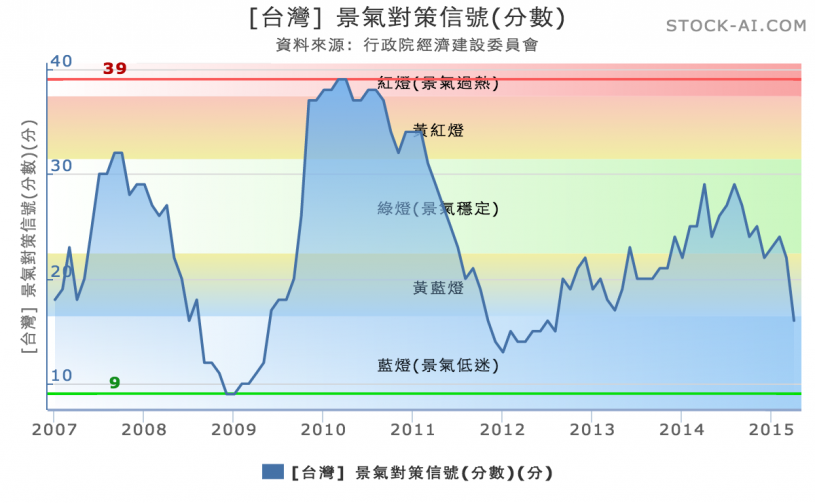 [台灣] 景氣對策信號(分數)
STOCK-AI.COM
資料來源: 行政院經濟建設委員會
[台灣] 景氣對策信號(分數)(分)
40
39
紅燈(景氣過熱)
黃紅燈
30
綠燈(景氣穩定)
20
黃藍燈
藍燈(景氣低迷)
10
9
2007 2008 2009 2010 2011 2012 2013 2014 2015
[台灣] 景氣對策信號(分數)(分)